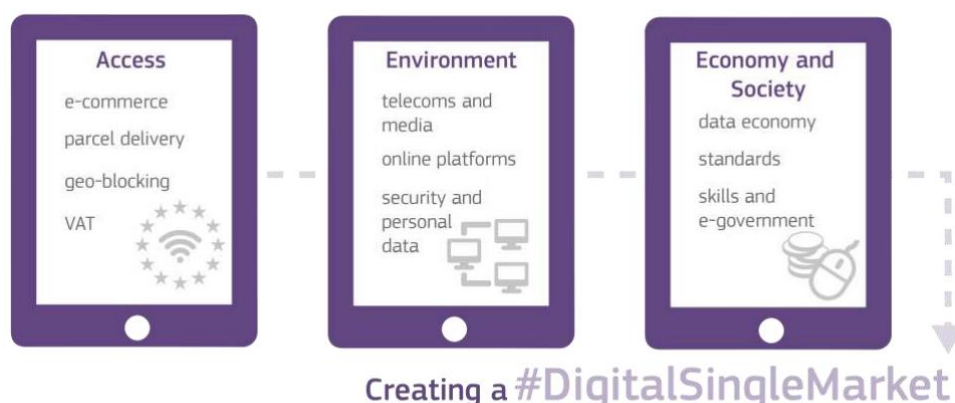 Access
e-commerce
parcel delivery
geo-blocking
VAT
Environment
telecoms and
media
online platforms
security and
personal
data
Economy and
Society
data economy
standards
skills and
e-government
Creating a #DigitalSingleMarket